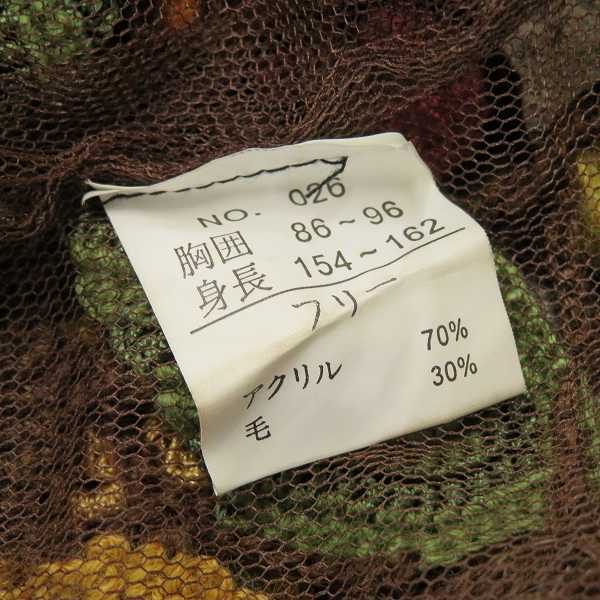 NO. 026
胸囲 86～96
身長 154～162
フリー
アクリル 70%
毛 30%